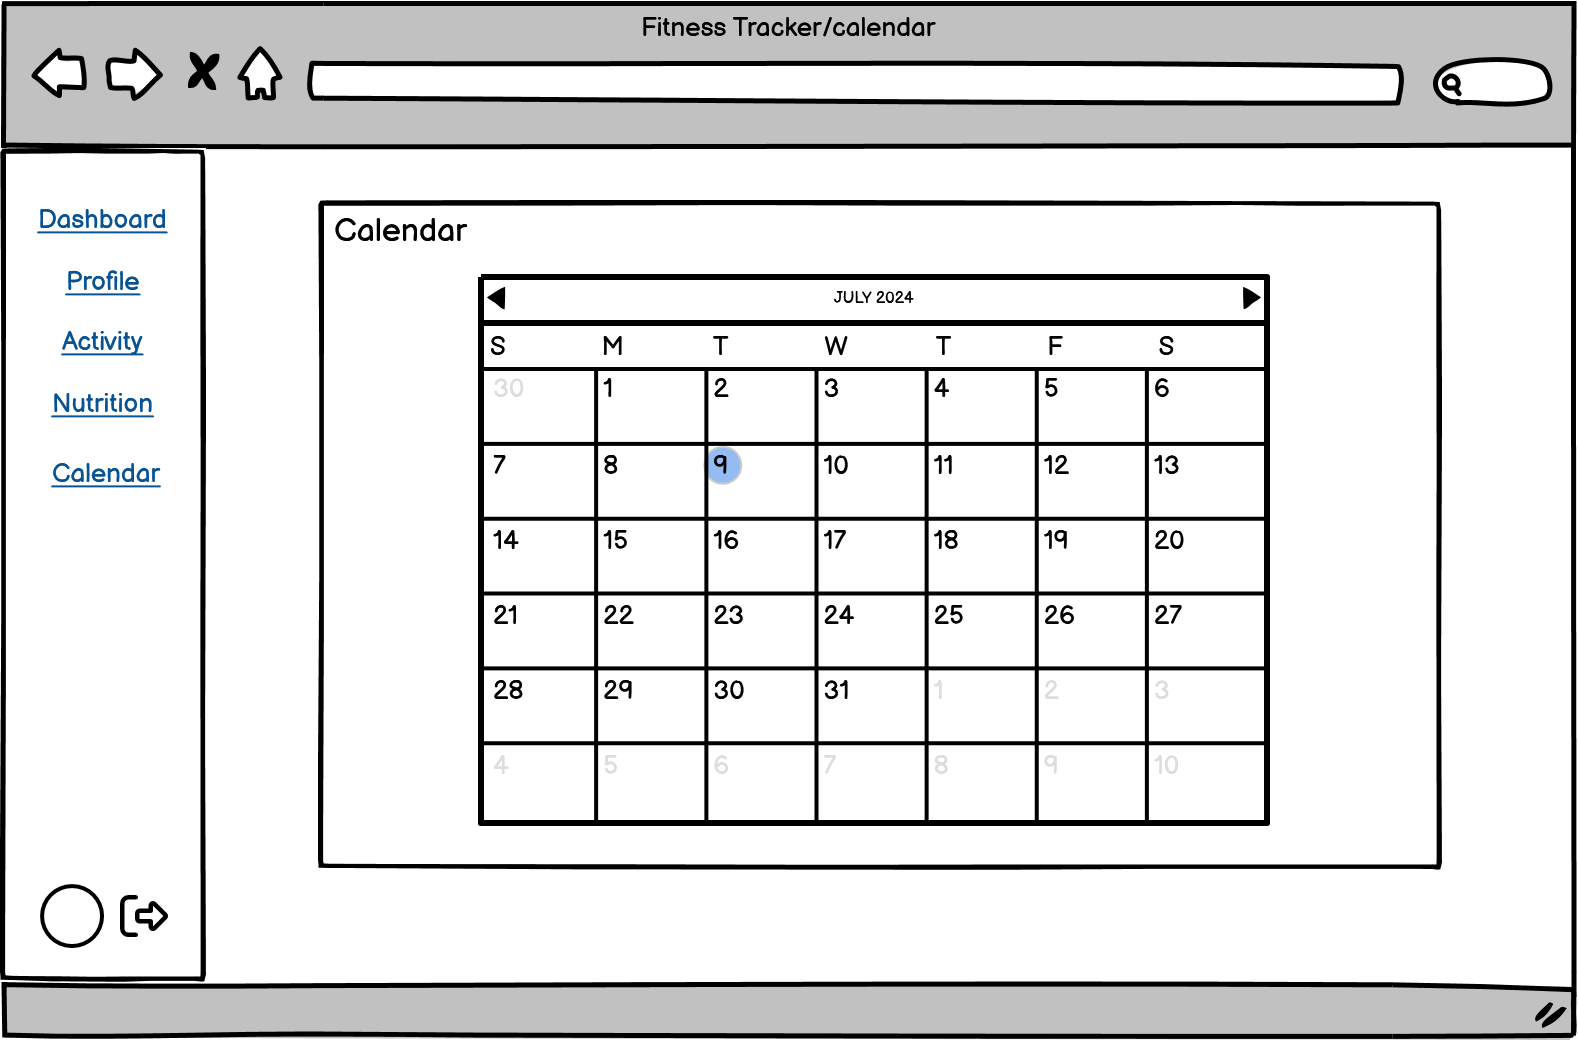 Fitness Tracker/calendar
Dashboard
Profile
Activity
Nutrition
Calendar
Calendar
JULY 2024
S M T W T F S
30 1 2 3 4 5 6
7 8 9 10 11 12 13
14 15 16 17 18 19 20
21 22 23 24 25 26 27
28 29 30 31 1 2 3
4 5 6 7 8 9 10